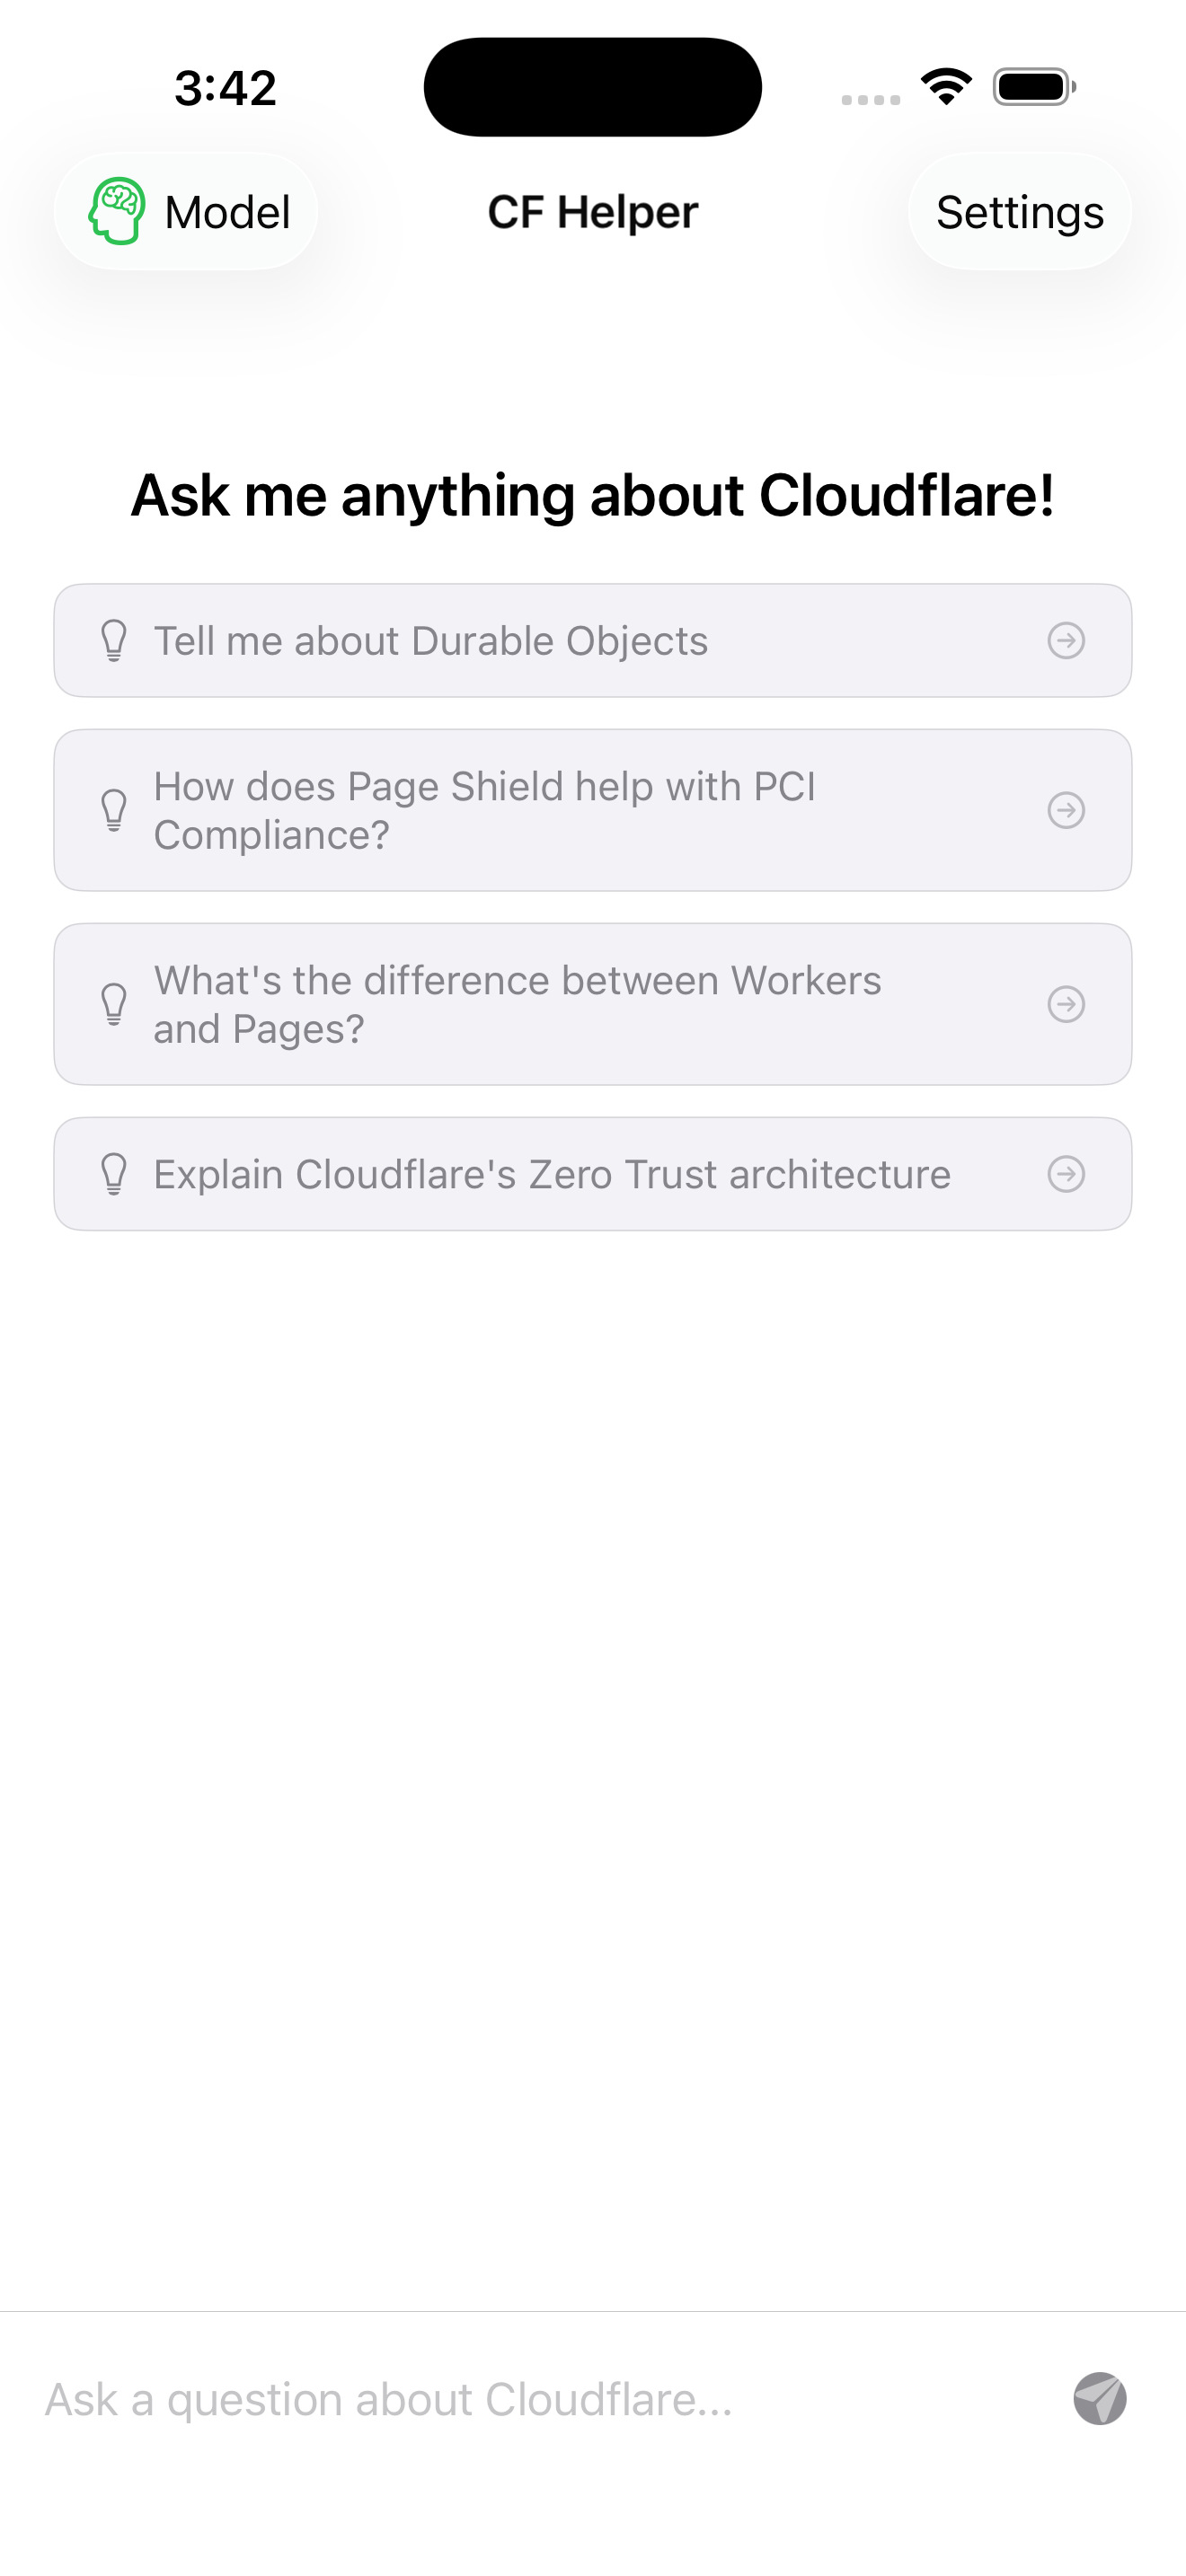 3:42
Model
CF Helper
Settings
Ask me anything about Cloudflare!
Tell me about Durable Objects
How does Page Shield help with PCI
Compliance?
What's the difference between Workers
and Pages?
Explain Cloudflare's Zero Trust architecture
Ask a question about Cloudflare...